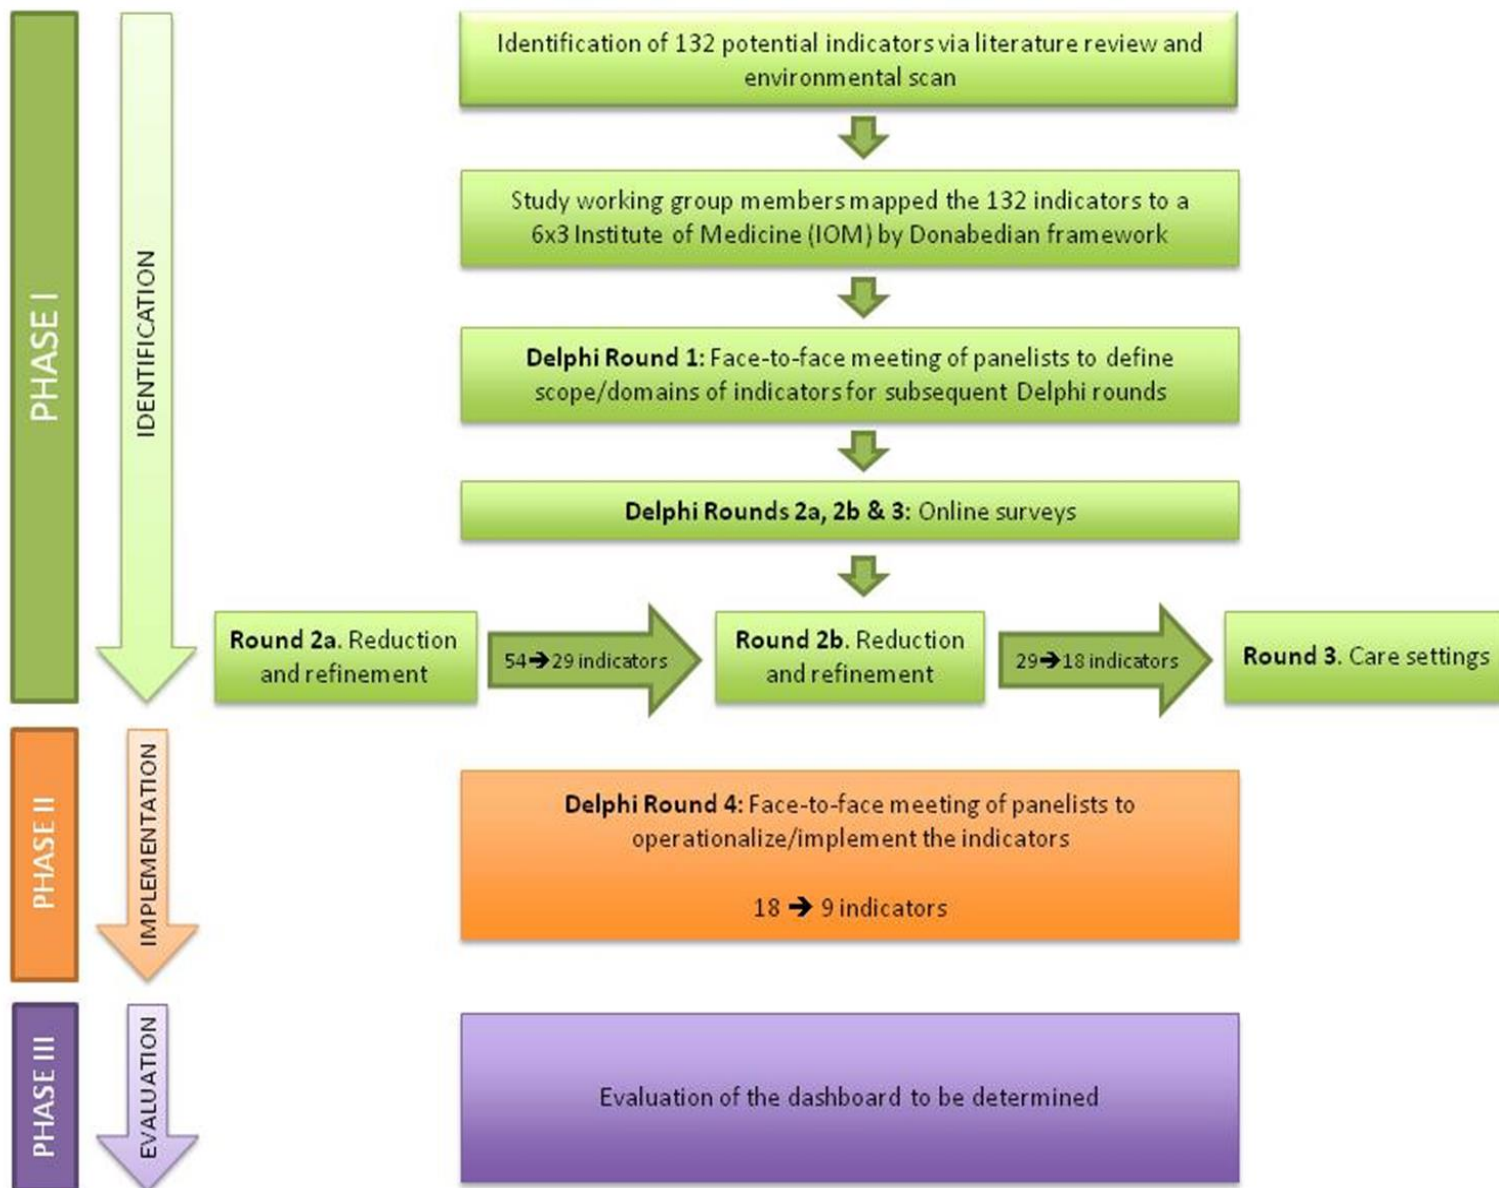 PHASE I
IDENTIFICATION
Identification of 132 potential indicators via literature review and
environmental scan
Study working group members mapped the 132 indicators to a
6x3 Institute of Medicine (IOM) by Donabedian framework
Delphi Round 1: Face-to-face meeting of panelists to define
scope/domains of indicators for subsequent Delphi rounds
Delphi Rounds 2a, 2b & 3: Online surveys
Round 2a. Reduction
and refinement
54➔29 indicators
Round 2b. Reduction
and refinement
29➔18 indicators
Round 3. Care settings
PHASE II
IMPLEMENTATION
Delphi Round 4: Face-to-face meeting of panelists to
operationalize/implement the indicators
18 ➔ 9 indicators
PHASE III
EVALUATION
Evaluation of the dashboard to be determined